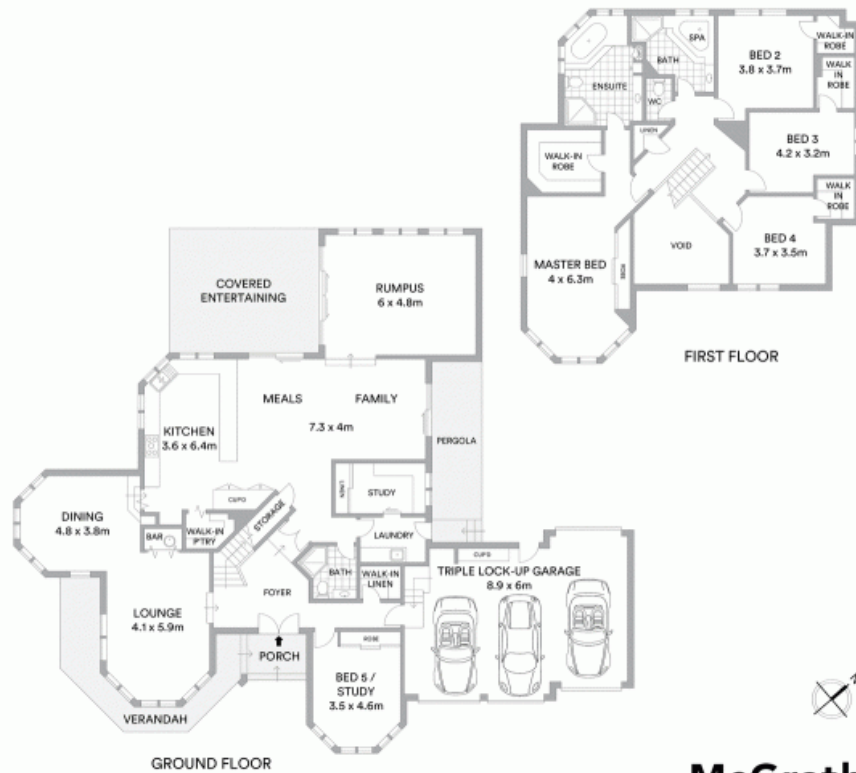 SPA
WALK-IN
ROBE
BATH
BED 2
3.8 x 3.7m
WALK
IN
ROBE
ENSUITE
WC
LINEN
BED 3
4.2 x 3.2m
WALK-IN
ROBE
WALK
IN
ROBE
VOID
BED 4
3.7 x 3.5m
MASTER BED
4 x 6.3m
ROBE
FIRST FLOOR
COVERED
ENTERTAINING
RUMPUS
6 x 4.8m
MEALS
FAMILY
7.3 x 4m
KITCHEN
3.6 x 6.4m
PERGOLA
LINEN
STUDY
CUPD
STORAGE
DINING
4.8 x 3.8m
BAR
WALK-IN
P'TRY
LAUNDRY
BATH
WALK-IN
LINEN
CUPD
TRIPLE LOCK-UP GARAGE
8.9 x 6m
FOYER
LOUNGE
4.1 x 5.9m
ROBE
PORCH
BED 5 /
STUDY
3.5 x 4.6m
VERANDAH
GROUND FLOOR
N
McGrath